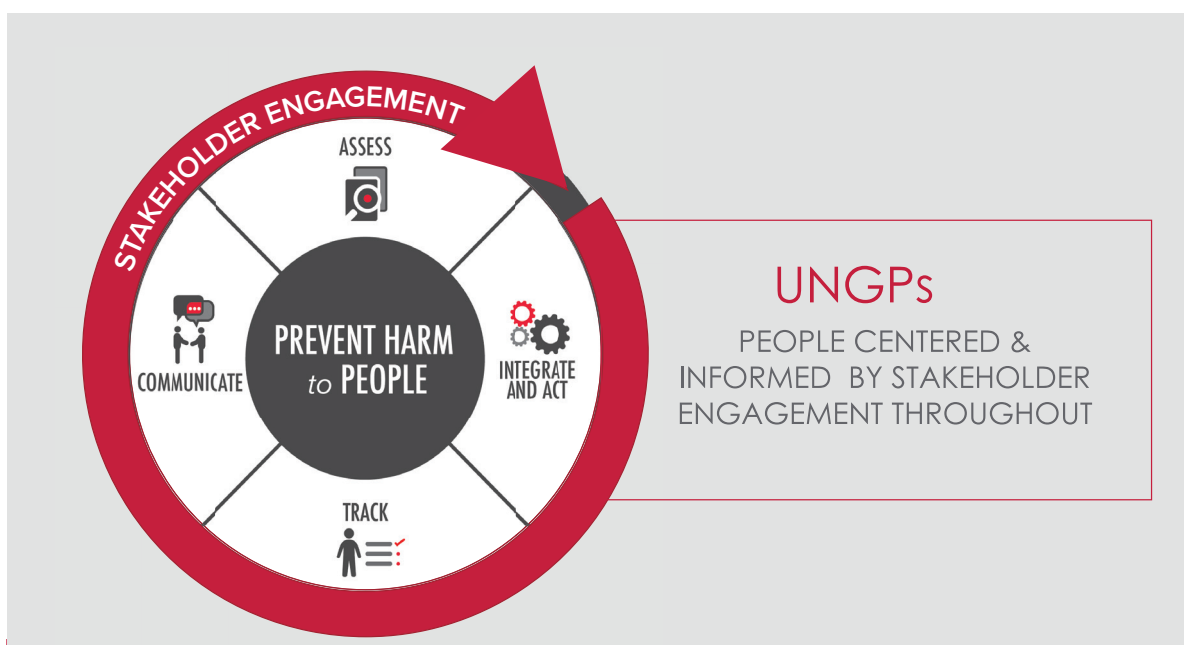 STAKEHOLDER ENGAGEMENT
ASSESS
COMMUNICATE
PREVENT HARM
to PEOPLE
INTEGRATE
AND ACT
TRACK
UNGPs
PEOPLE CENTERED &
INFORMED BY STAKEHOLDER
ENGAGEMENT THROUGHOUT